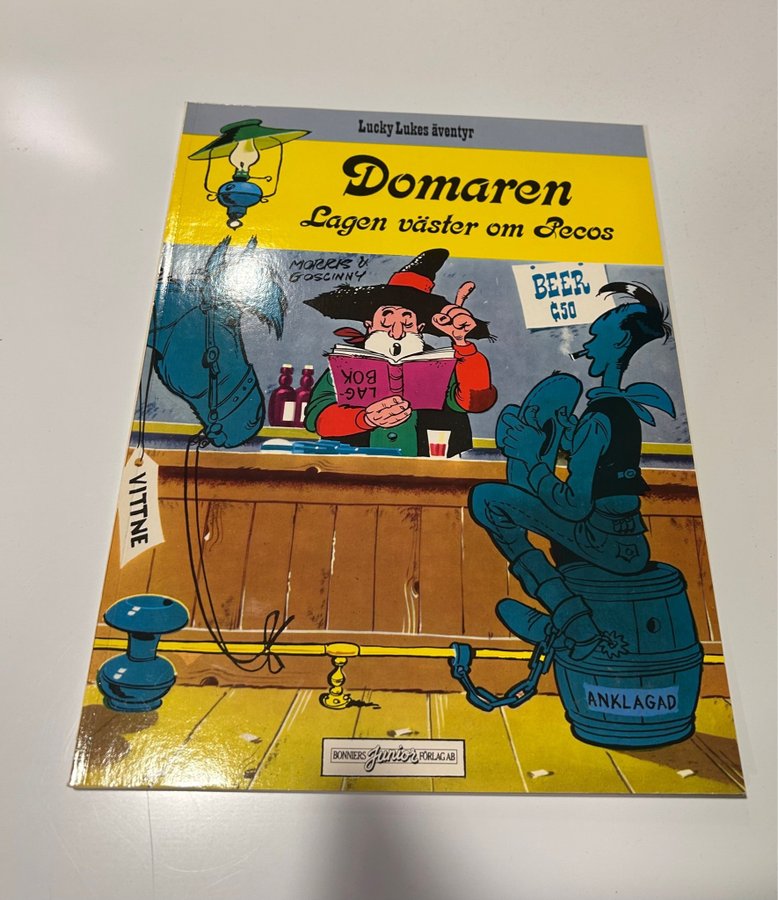 Lucky Lukes äventyr
Domaren
Lagen väster om Pecos
MORRIS &
GOSCINNY
BEER
¢50
LAG-
BOK
VITTNE
ANKLAGAD
BONNIERS Junior FÖRLAG AB